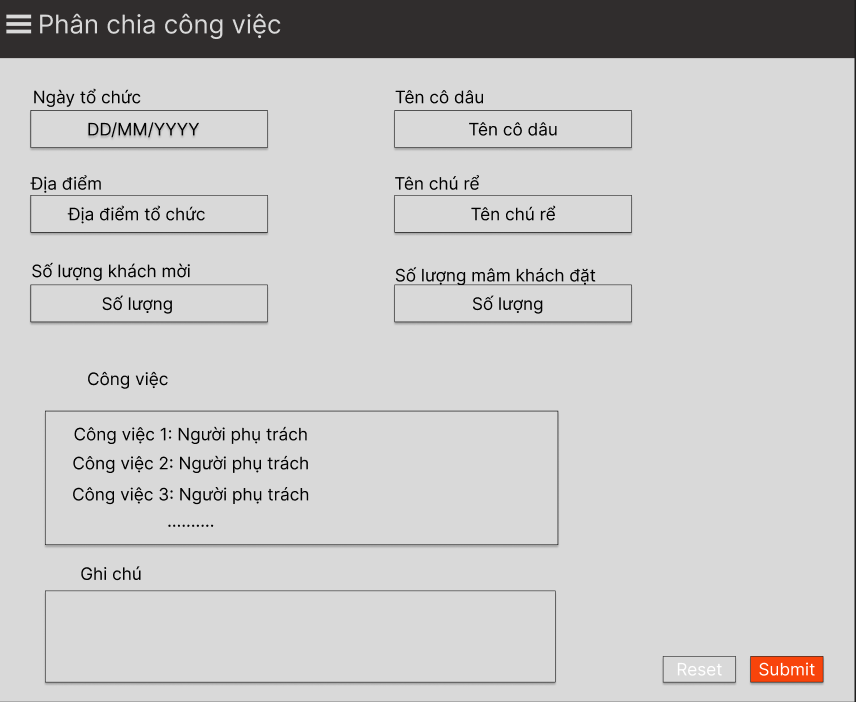 Phân chia công việc
Ngày tổ chức
Tên cô dâu
DD/MM/YYYY
Tên cô dâu
Địa điểm
Tên chú rể
Địa điểm tổ chức
Tên chú rể
Số lượng khách mời
Số lượng mâm khách đặt
Số lượng
Số lượng
Công việc
Công việc 1: Người phụ trách
Công việc 2: Người phụ trách
Công việc 3: Người phụ trách
..........
Ghi chú
Reset
Submit